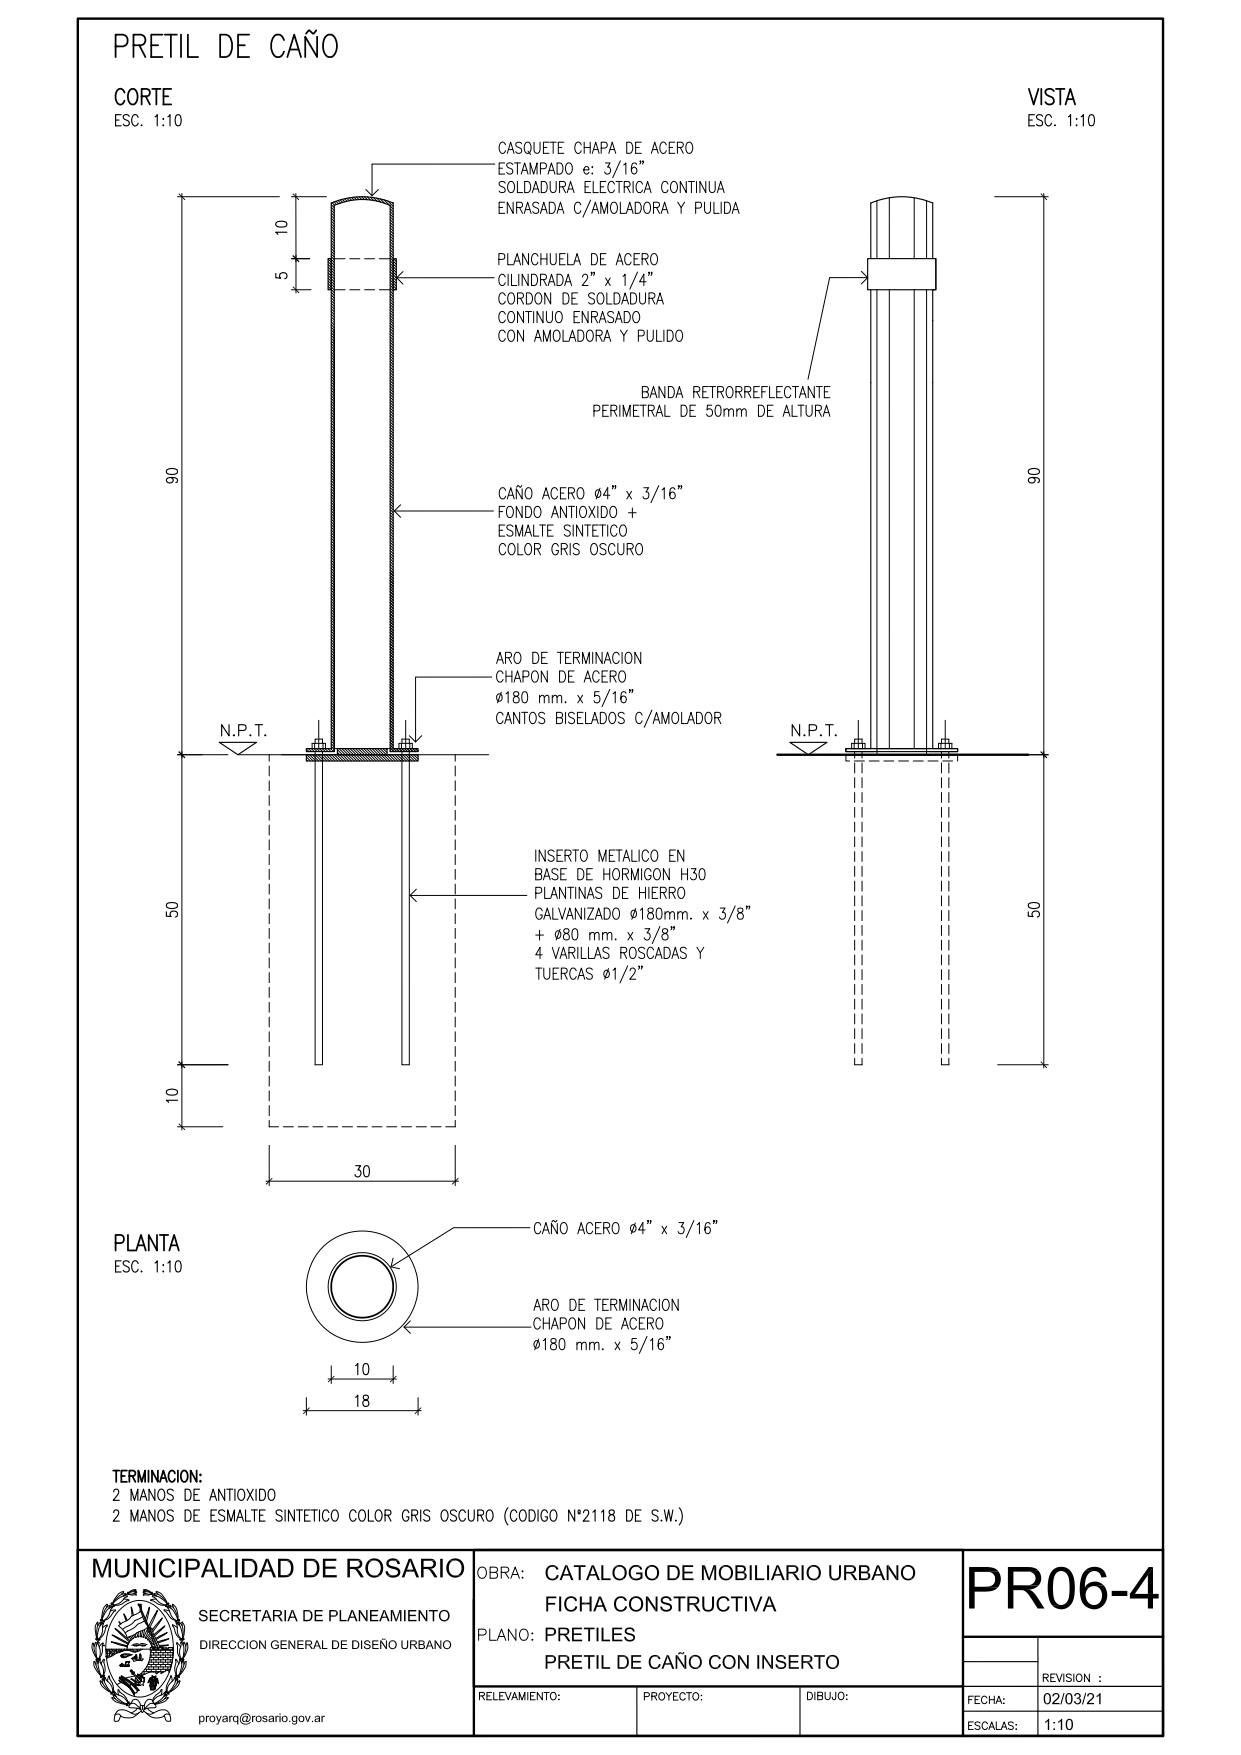 PRETIL DE CAÑO
CORTE
ESC. 1:10
VISTA
ESC. 1:10
CASQUETE CHAPA DE ACERO
ESTAMPADO e: 3/16"
SOLDADURA ELECTRICA CONTINUA
ENRASADA C/AMOLADORA Y PULIDA
10
5
PLANCHUELA DE ACERO
CILINDRADA 2" x 1/4"
CORDON DE SOLDADURA
CONTINUO ENRASADO
CON AMOLADORA Y PULIDO
BANDA RETRORREFLECTANTE
PERIMETRAL DE 50mm DE ALTURA
90
90
CAÑO ACERO ø4" x 3/16"
FONDO ANTIOXIDO +
ESMALTE SINTETICO
COLOR GRIS OSCURO
ARO DE TERMINACION
CHAPON DE ACERO
ø180 mm. x 5/16"
CANTOS BISELADOS C/AMOLADOR
N.P.T.
N.P.T.
INSERTO METALICO EN
BASE DE HORMIGON H30
PLANTINAS DE HIERRO
GALVANIZADO ø180mm. x 3/8"
+ ø80 mm. x 3/8"
4 VARILLAS ROSCADAS Y
TUERCAS ø1/2"
50
50
10
30
PLANTA
ESC. 1:10
CAÑO ACERO ø4" x 3/16"
ARO DE TERMINACION
CHAPON DE ACERO
ø180 mm. x 5/16"
10
18
TERMINACION:
2 MANOS DE ANTIOXIDO
2 MANOS DE ESMALTE SINTETICO COLOR GRIS OSCURO (CODIGO N°2118 DE S.W.)
MUNICIPALIDAD DE ROSARIO
SECRETARIA DE PLANEAMIENTO
DIRECCION GENERAL DE DISEÑO URBANO
proyarq@rosario.gov.ar
OBRA: CATALOGO DE MOBILIARIO URBANO
FICHA CONSTRUCTIVA
PLANO: PRETILES
PRETIL DE CAÑO CON INSERTO
RELEVAMIENTO:
PROYECTO:
DIBUJO:
PR06-4
REVISION :
FECHA: 02/03/21
ESCALAS: 1:10